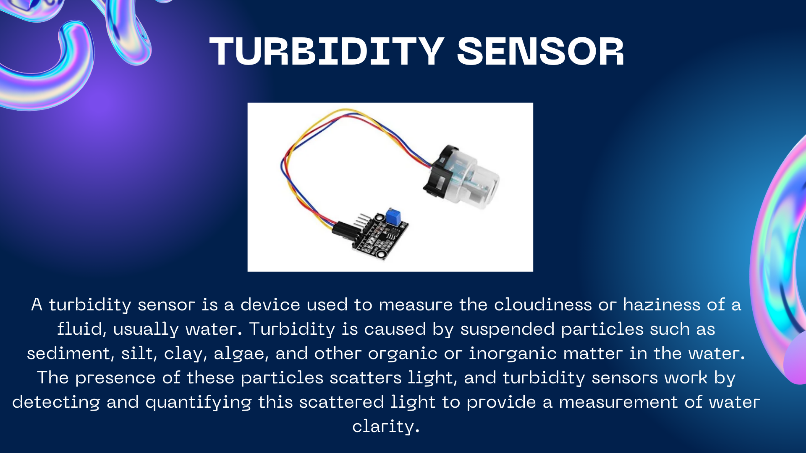 TURBIDITY SENSOR
A turbidity sensor is a device used to measure the cloudiness or haziness of a
fluid, usually water. Turbidity is caused by suspended particles such as
sediment, silt, clay, algae, and other organic or inorganic matter in the water.
The presence of these particles scatters light, and turbidity sensors work by
detecting and quantifying this scattered light to provide a measurement of water
clarity.